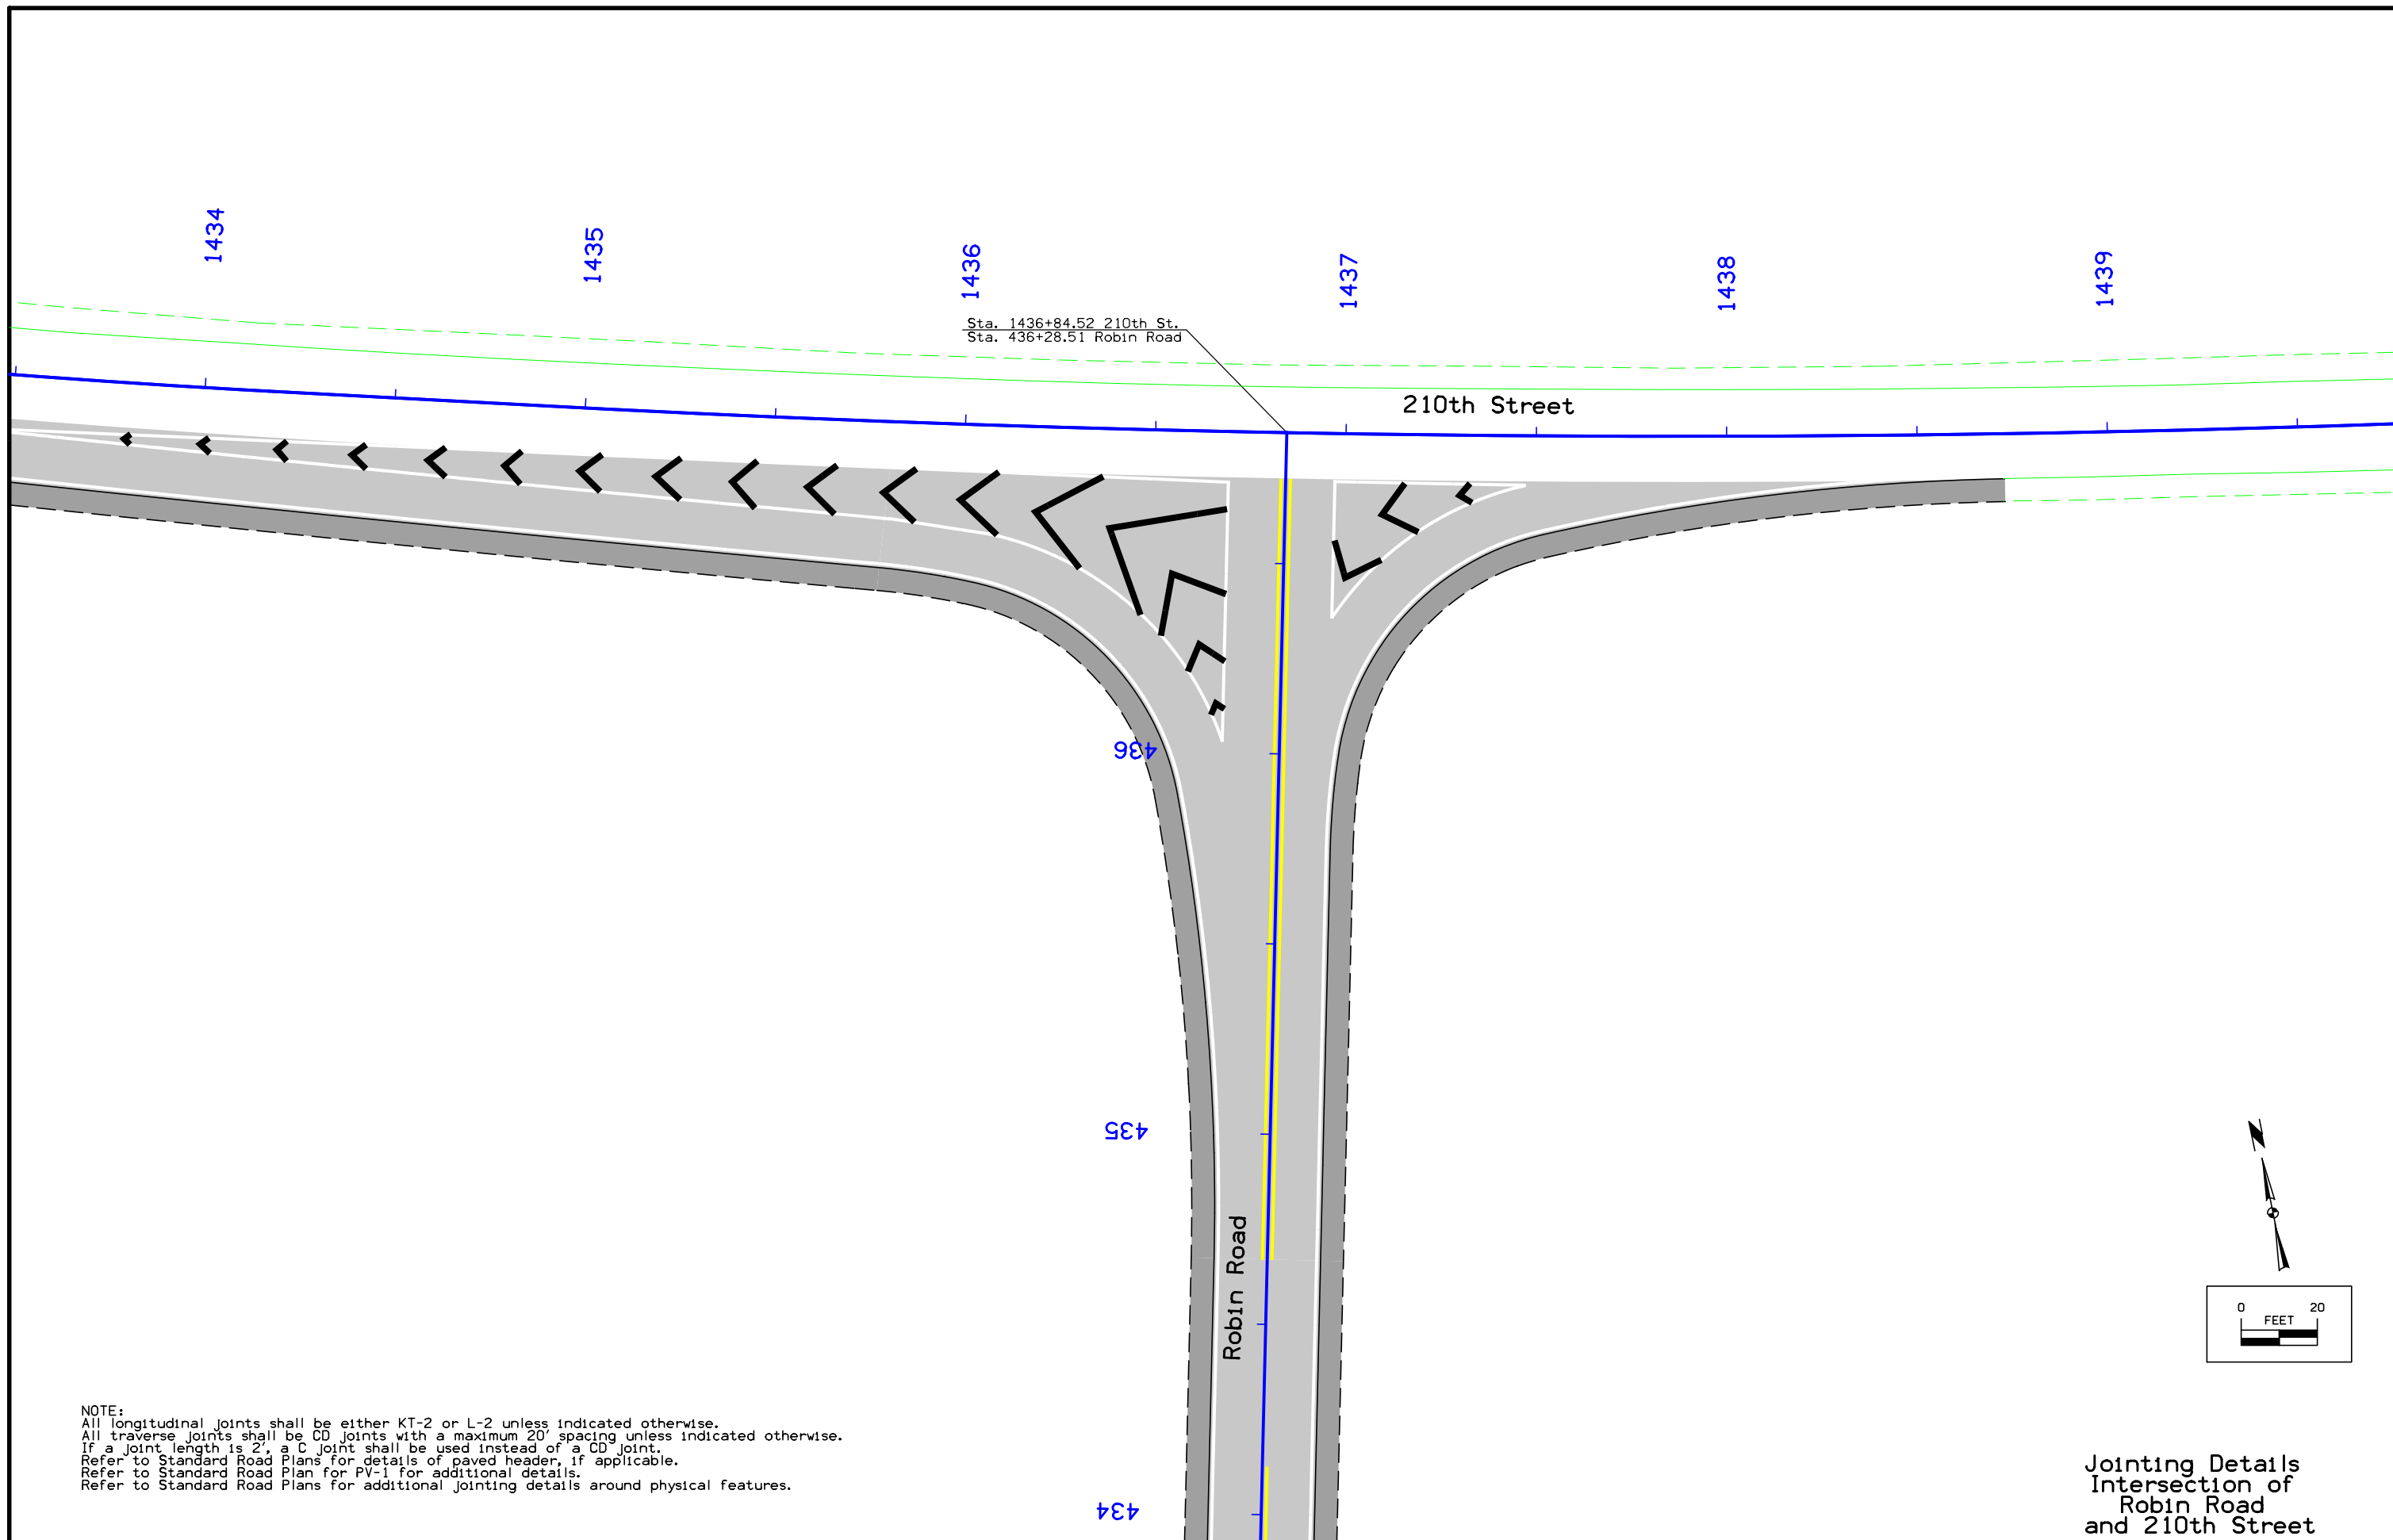 1434
1435
1436
1437
1438
1439
Sta. 1436+84.52 210th St.
Sta. 436+28.51 Robin Road
210th Street
436
435
Robin Road
434
N
0 20
FEET
NOTE:
All longitudinal joints shall be either KT-2 or L-2 unless indicated otherwise.
All traverse joints shall be CD joints with a maximum 20' spacing unless indicated otherwise.
If a joint length is 2', a C joint shall be used instead of a CD joint.
Refer to Standard Road Plans for details of paved header, if applicable.
Refer to Standard Road Plan for PV-1 for additional details.
Refer to Standard Road Plans for additional jointing details around physical features.
Jointing Details
Intersection of
Robin Road
and 210th Street